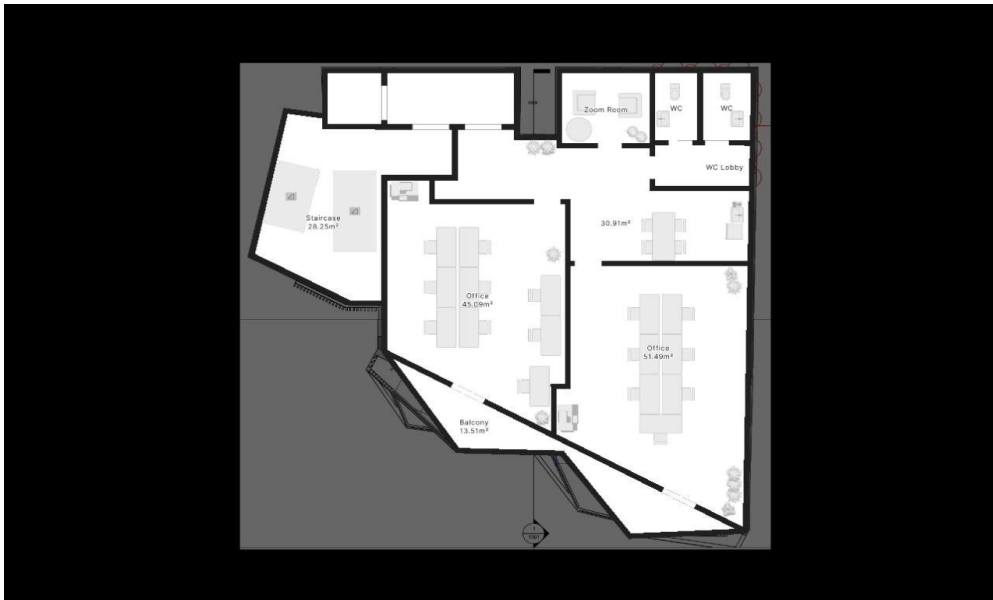 Zoom Room
WC
WC
WC Lobby
Staircase
28.25m²
30.91m²
Office
45.09m²
Office
51.49m²
Balcony
13.51m²
1